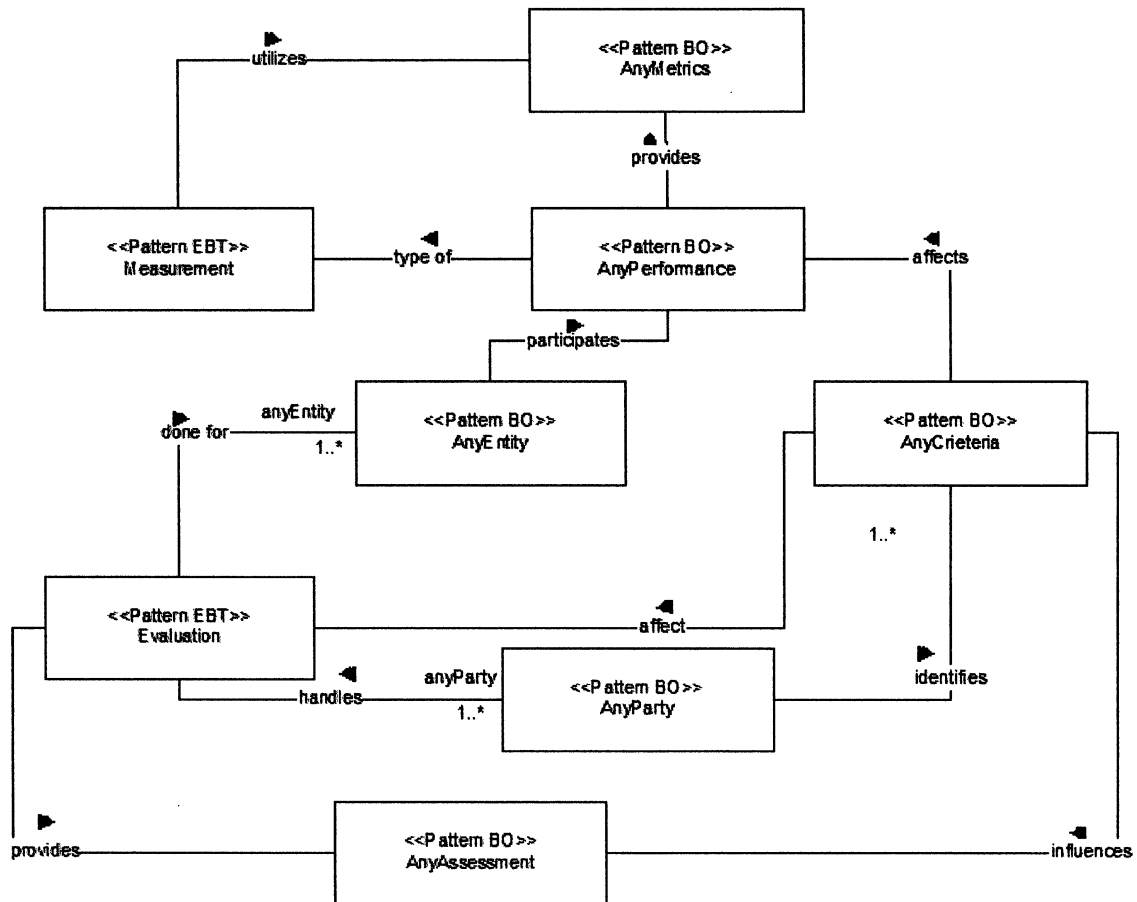 <<Pattern BO>>
AnyMetrics
utilizes
provides
<<Pattern EBT>>
Measurement
type of
<<Pattern BO>>
AnyPerformance
affects
participates
anyEntity
1..*
done for
<<Pattern BO>>
AnyEntity
<<Pattern BO>>
AnyCrieteria
1..*
<<Pattern EBT>>
Evaluation
affect
handles
anyParty
1..*
<<Pattern BO>>
AnyParty
identifies
provides
<<Pattern BO>>
AnyAssessment
influences